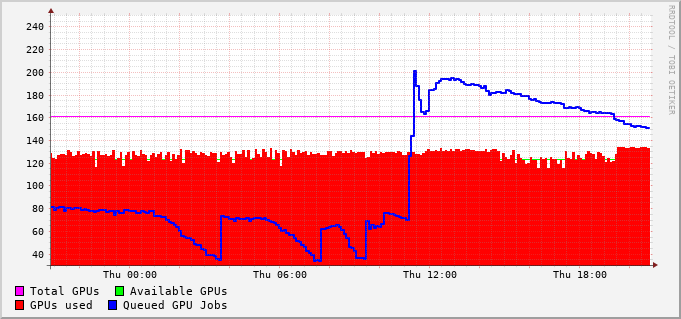 240
220
200
180
160
140
120
100
80
60
40
Thu 00:00 Thu 06:00 Thu 12:00 Thu 18:00
Total GPUs Available GPUs
GPUs used Queued GPU Jobs
RRDTOOL / TOBI OETIKER